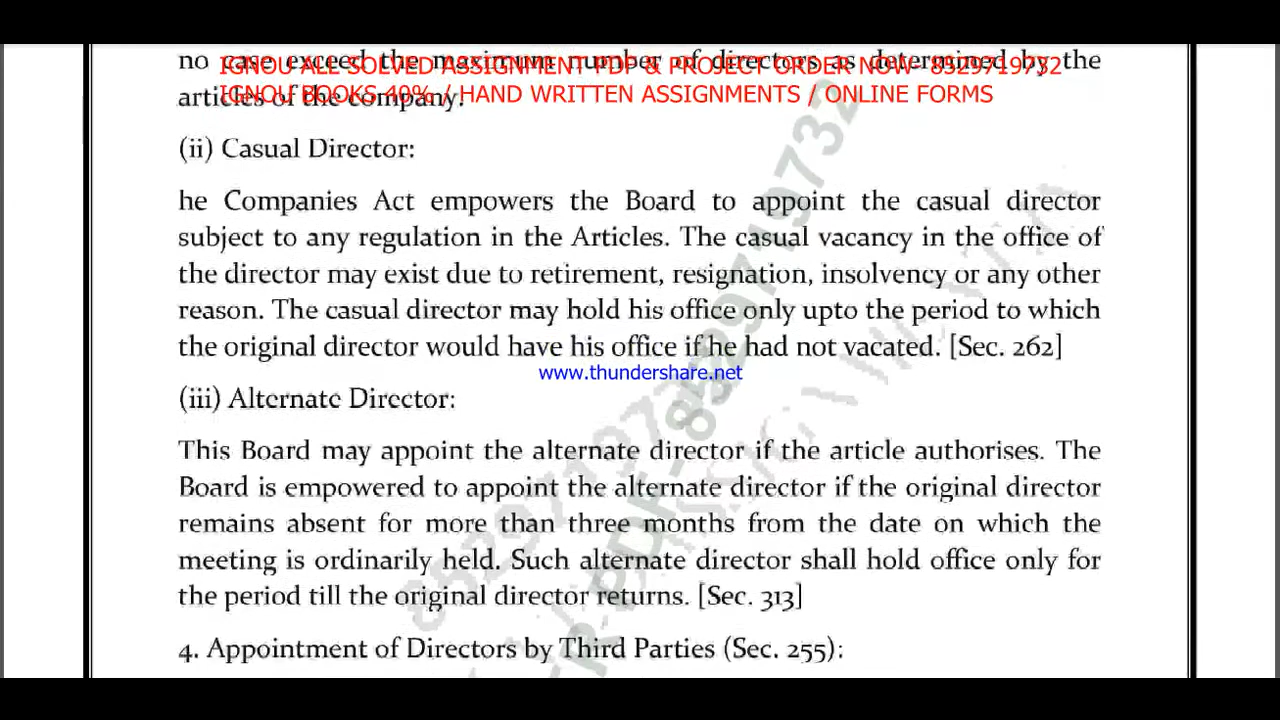 no case exceed the maximum number of directors as determined by the
IGNOU ALL SOLVED ASSIGNMENT PDF & PROJECT ORDER NOW- 8529719732
articles of the company.
IGNOU BOOKS 40% / HAND WRITTEN ASSIGNMENTS / ONLINE FORMS
(ii) Casual Director:
he Companies Act empowers the Board to appoint the casual director
subject to any regulation in the Articles. The casual vacancy in the office of
the director may exist due to retirement, resignation, insolvency or any other
reason. The casual director may hold his office only upto the period to which
the original director would have his office if he had not vacated. [Sec. 262]
www.thundershare.net
(iii) Alternate Director:
This Board may appoint the alternate director if the article authorises. The
Board is empowered to appoint the alternate director if the original director
remains absent for more than three months from the date on which the
meeting is ordinarily held. Such alternate director shall hold office only for
the period till the original director returns. [Sec. 313]
4. Appointment of Directors by Third Parties (Sec. 255):
PDF- 8529719732